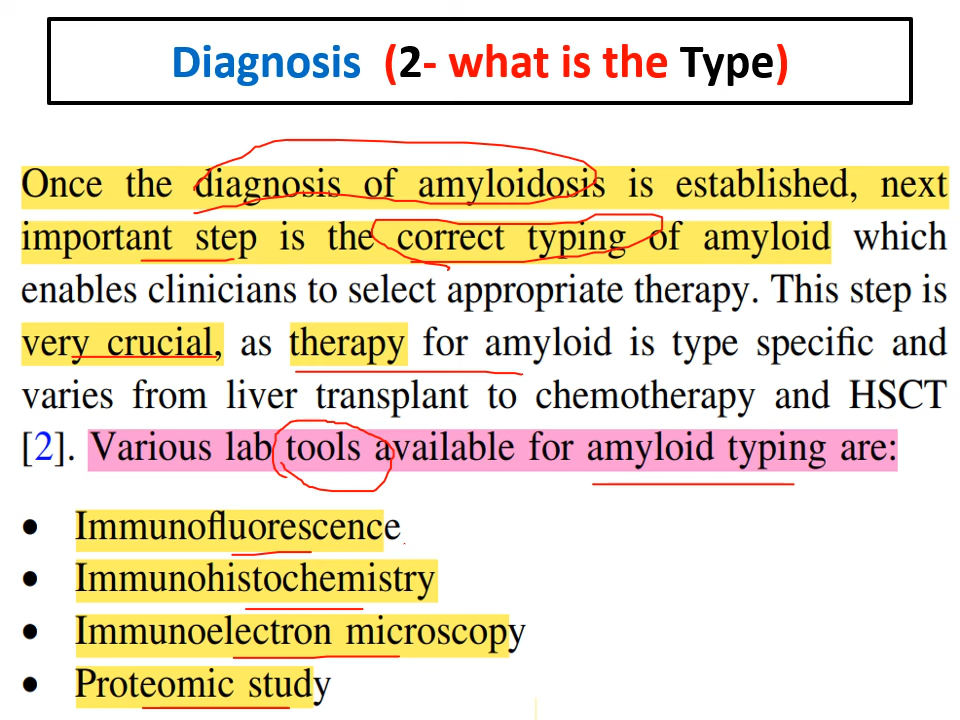 Diagnosis (2- what is the Type)
Once the diagnosis of amyloidosis is established, next
important step is the correct typing of amyloid which
enables clinicians to select appropriate therapy. This step is
very crucial, as therapy for amyloid is type specific and
varies from liver transplant to chemotherapy and HSCT
[2]. Various lab tools available for amyloid typing are:
• Immunofluorescence
• Immunohistochemistry
• Immunoelectron microscopy
• Proteomic study